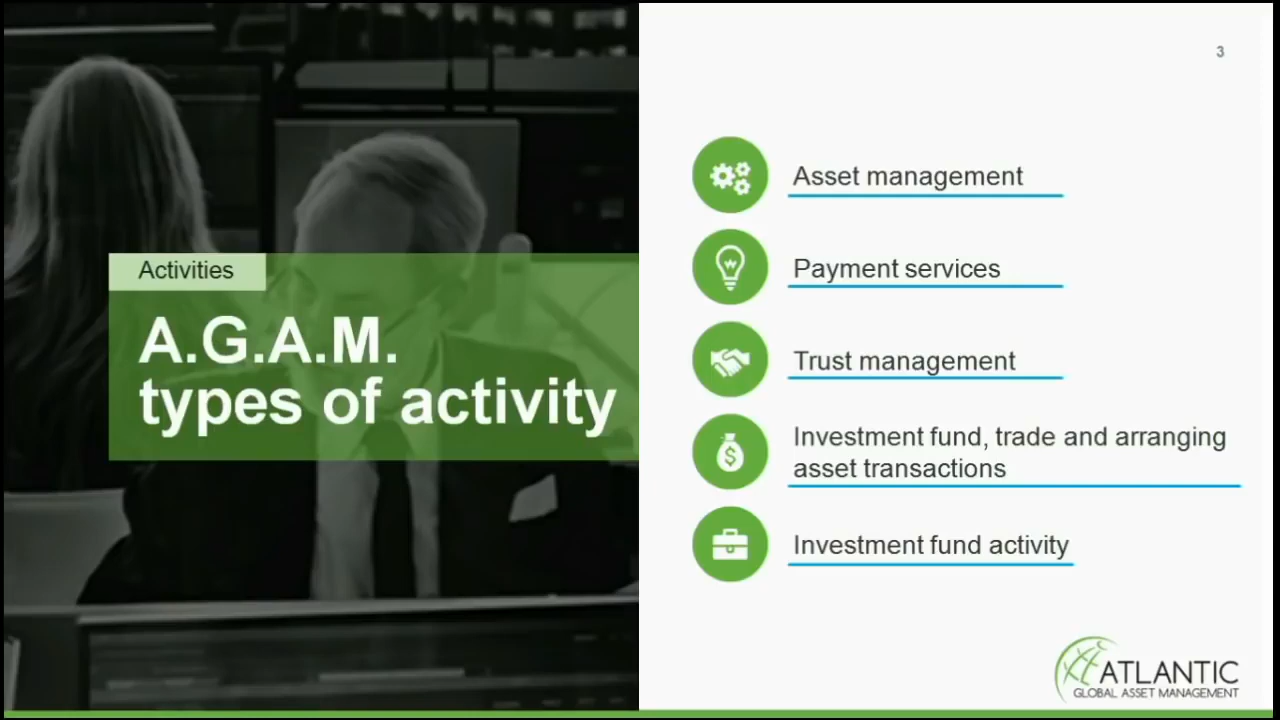 Activities
A.G.A.M.
types of activity
3
Asset management
Payment services
Trust management
Investment fund, trade and arranging
asset transactions
Investment fund activity
ATLANTIC
GLOBAL ASSET MANAGEMENT